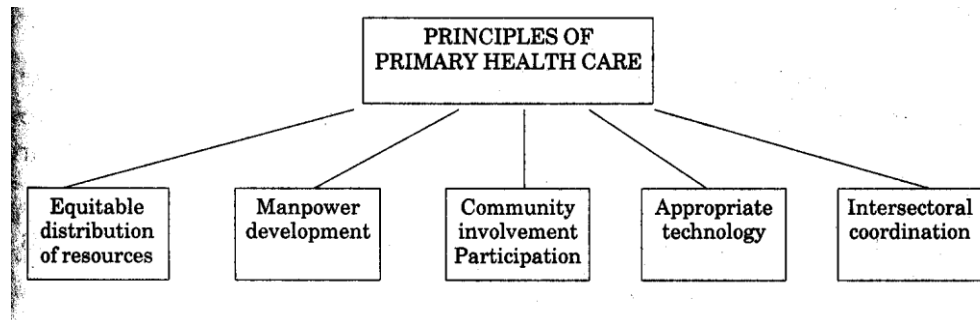 PRINCIPLES OF
PRIMARY HEALTH CARE
Equitable
distribution
of resources
Manpower
development
Community
involvement
Participation
Appropriate
technology
Intersectoral
coordination